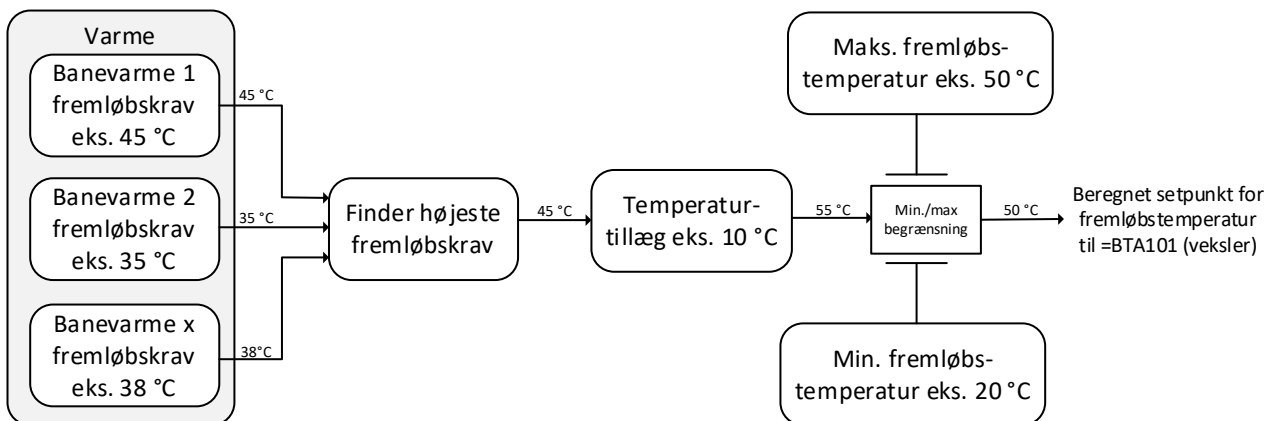 Varme
Banevarme 1
fremløbskrav
eks. 45 °C
45 °C
Banevarme 2
fremløbskrav
eks. 35 °C
35 °C
Banevarme x
fremløbskrav
eks. 38 °C
38°C
Finder højeste
fremløbskrav
45 °C
Temperatur-
tillæg eks. 10 °C
55 °C
Maks. fremløbs-
temperatur eks. 50 °C
Min./max
begrænsning
Min. fremløbs-
temperatur eks. 20 °C
50 °C
Beregnet setpunkt for
fremløbstemperatur
til =BTA101 (veksler)